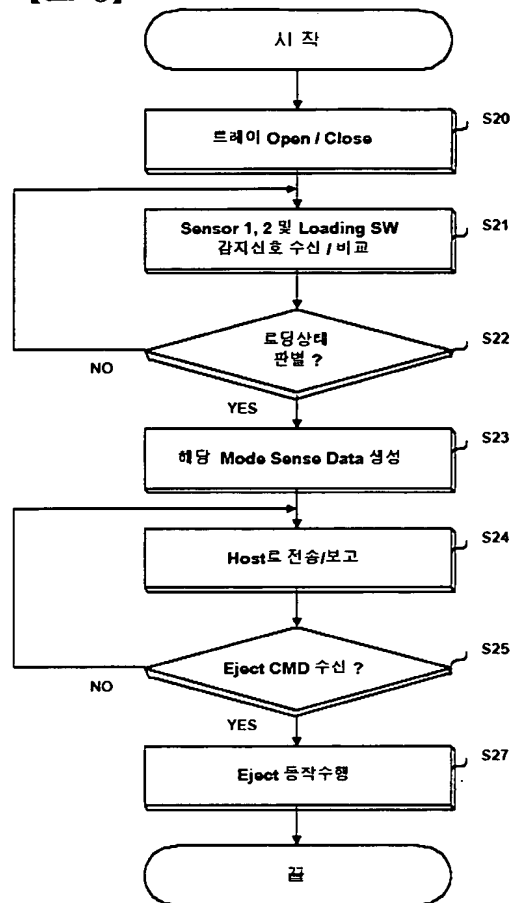 시 작
S20
트레이 Open / Close
S21
Sensor 1, 2 및 Loading SW
감지신호 수신 / 비교
S22
로딩상태
판별 ?
NO
YES
S23
해당 Mode Sense Data 생성
S24
Host로 전송/보고
S25
Eject CMD 수신 ?
NO
YES
S27
Eject 동작수행
끝